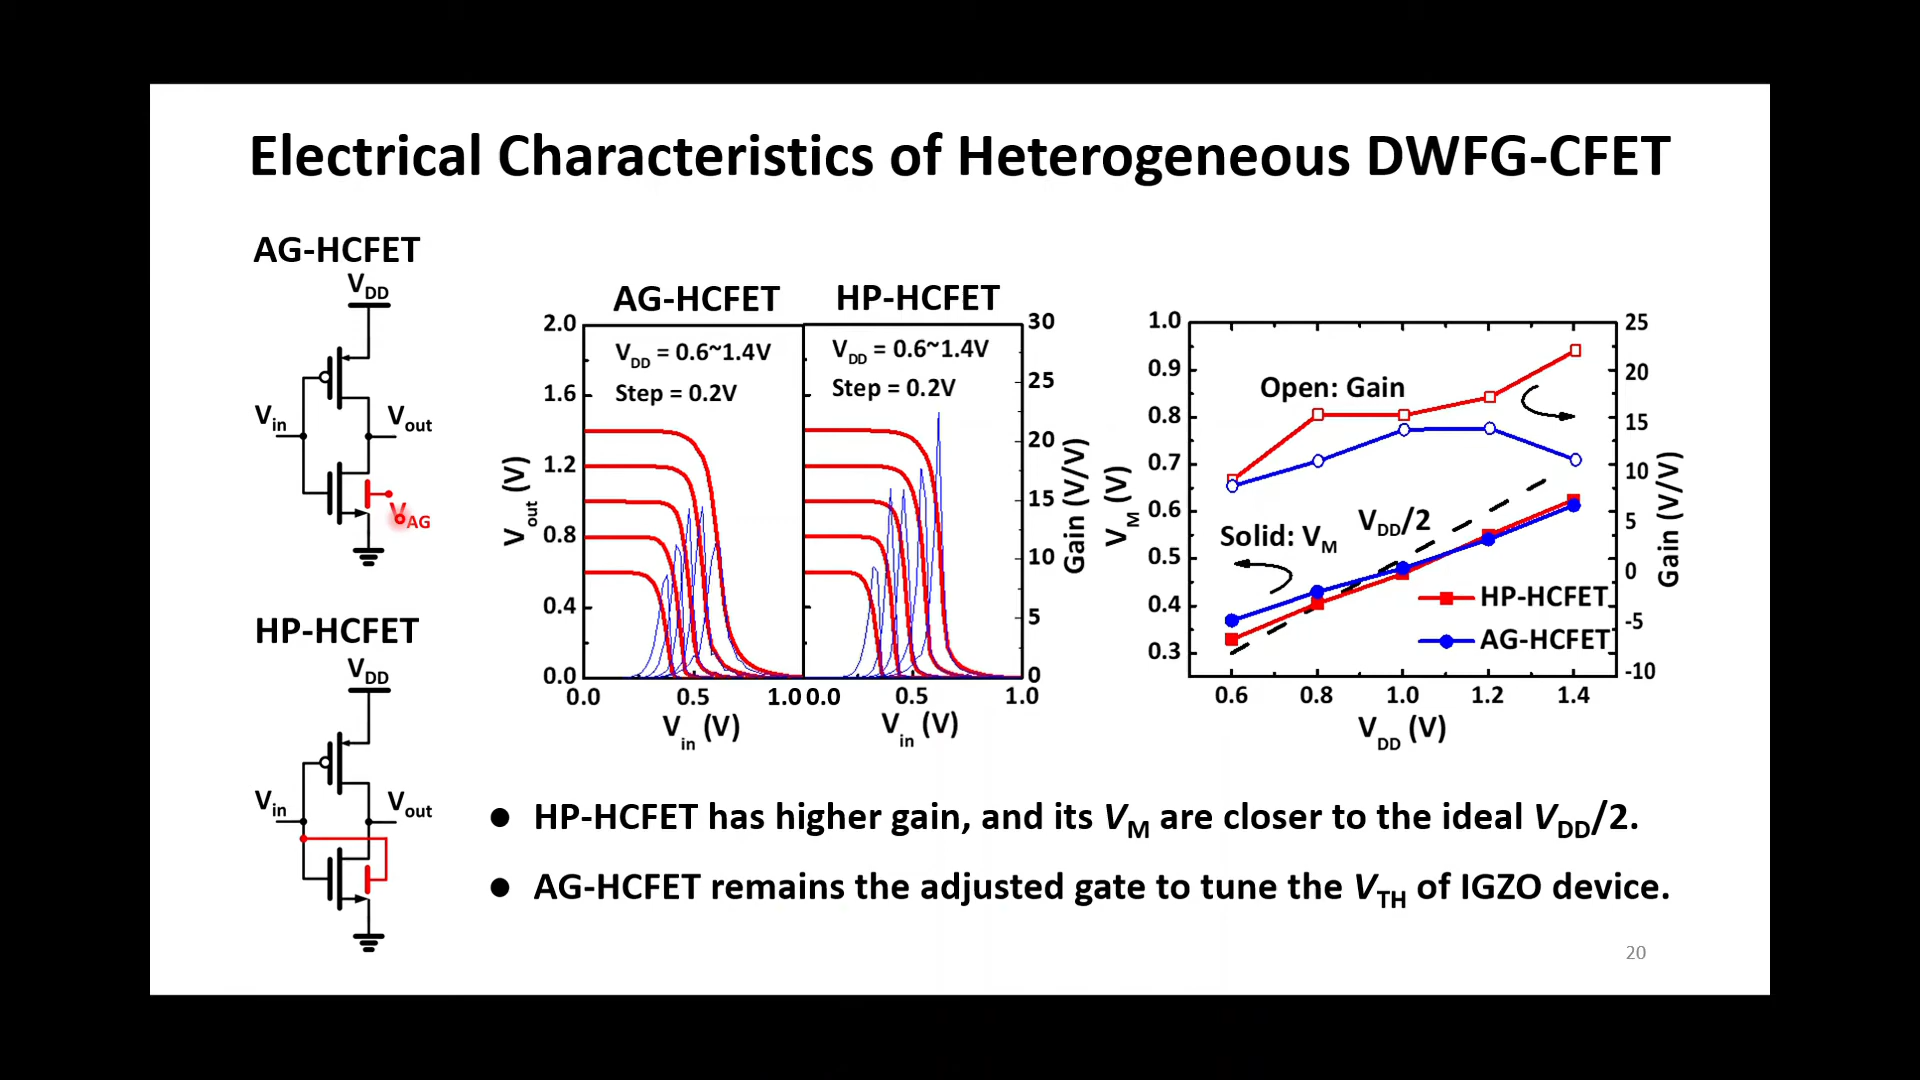 Electrical Characteristics of Heterogeneous DWFG-CFET
AG-HCFET
VDD
Vin
Vout
VAG
HP-HCFET
VDD
Vin
Vout
AG-HCFET
HP-HCFET
VDD = 0.6~1.4V
Step = 0.2V
VDD = 0.6~1.4V
Step = 0.2V
Vout (V)
2.0
1.6
1.2
0.8
0.4
0.0
0.0 0.5 1.0 0.0 0.5 1.0
Vin (V)
Vin (V)
30
25
20
15
10
5
0
Gain (V/V)
VM (V)
1.0
0.9
0.8
0.7
0.6
0.5
0.4
0.3
Open: Gain
Solid: VM
VDD/2
HP-HCFET
AG-HCFET
0.6 0.8 1.0 1.2 1.4
VDD (V)
25
20
15
10
5
0
-5
-10
Gain (V/V)
● HP-HCFET has higher gain, and its VM are closer to the ideal VDD/2.
● AG-HCFET remains the adjusted gate to tune the VTH of IGZO device.
20